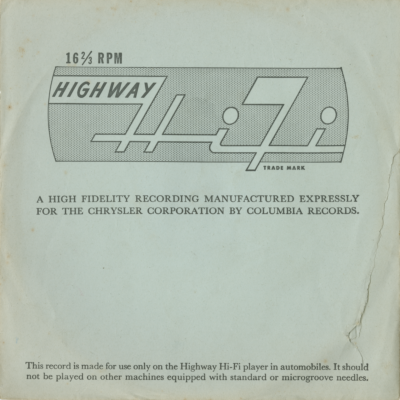 16⅔ RPM
HIGHWAY
HiFi
TRADE MARK
A HIGH FIDELITY RECORDING MANUFACTURED EXPRESSLY
FOR THE CHRYSLER CORPORATION BY COLUMBIA RECORDS.
This record is made for use only on the Highway Hi-Fi player in automobiles. It should
not be played on other machines equipped with standard or microgroove needles.